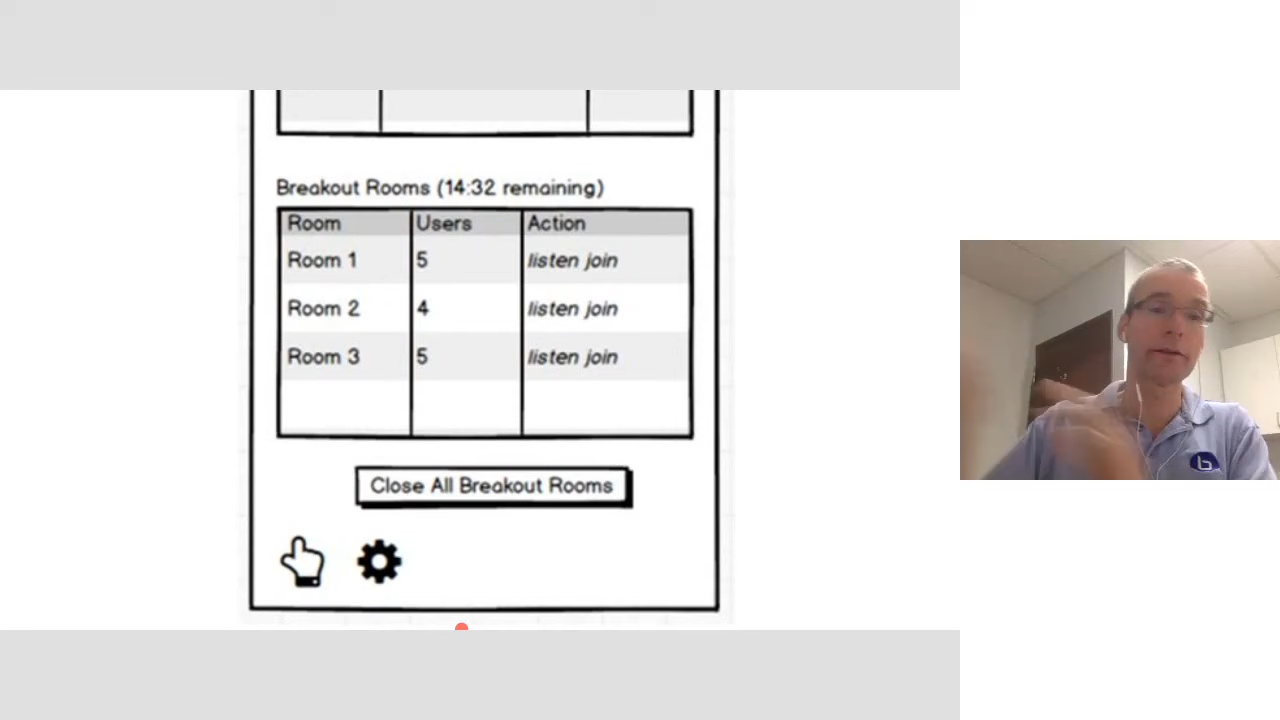 Breakout Rooms (14:32 remaining)
Room Users Action
Room 1 5 listen join
Room 2 4 listen join
Room 3 5 listen join
Close All Breakout Rooms
b